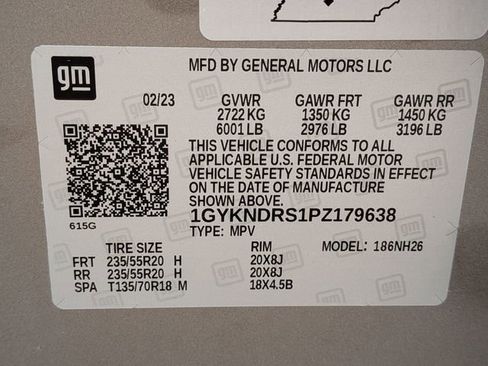 gm
MFD BY GENERAL MOTORS LLC
02/23 GVWR GAWR FRT GAWR RR
2722 KG 1350 KG 1450 KG
6001 LB 2976 LB 3196 LB
THIS VEHICLE CONFORMS TO ALL
APPLICABLE U.S. FEDERAL MOTOR
VEHICLE SAFETY STANDARDS IN EFFECT
ON THE DATE OF MANUFACTURE
SHOWN ABOVE.
615G
1GYKNDRS1PZ179638
TYPE: MPV MODEL: 186NH26
TIRE SIZE RIM
FRT 235/55R20 H 20X8J
RR 235/55R20 H 20X8J
SPA T135/70R18 M 18X4.5B